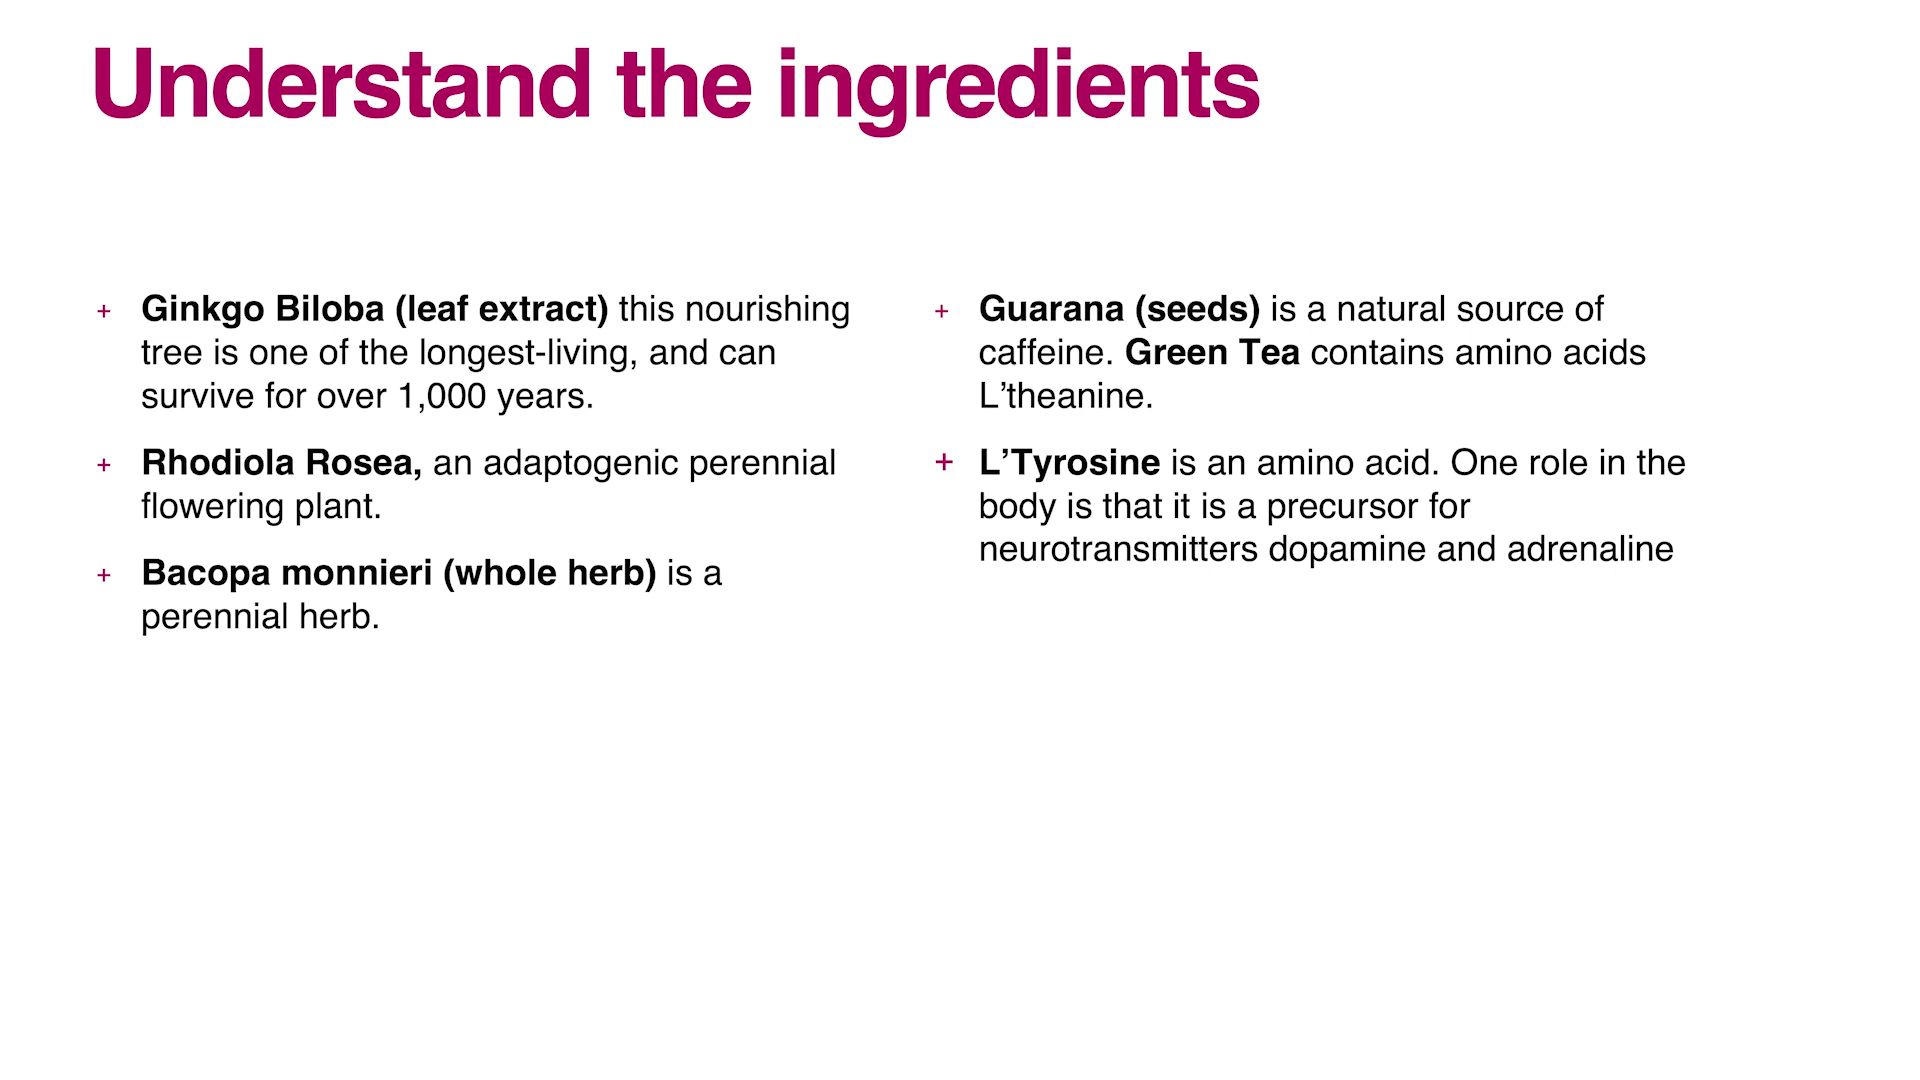 Understand the ingredients
+ Ginkgo Biloba (leaf extract) this nourishing
tree is one of the longest-living, and can
survive for over 1,000 years.
+ Rhodiola Rosea, an adaptogenic perennial
flowering plant.
+ Bacopa monnieri (whole herb) is a
perennial herb.
+ Guarana (seeds) is a natural source of
caffeine. Green Tea contains amino acids
L’theanine.
+ L’Tyrosine is an amino acid. One role in the
body is that it is a precursor for
neurotransmitters dopamine and adrenaline